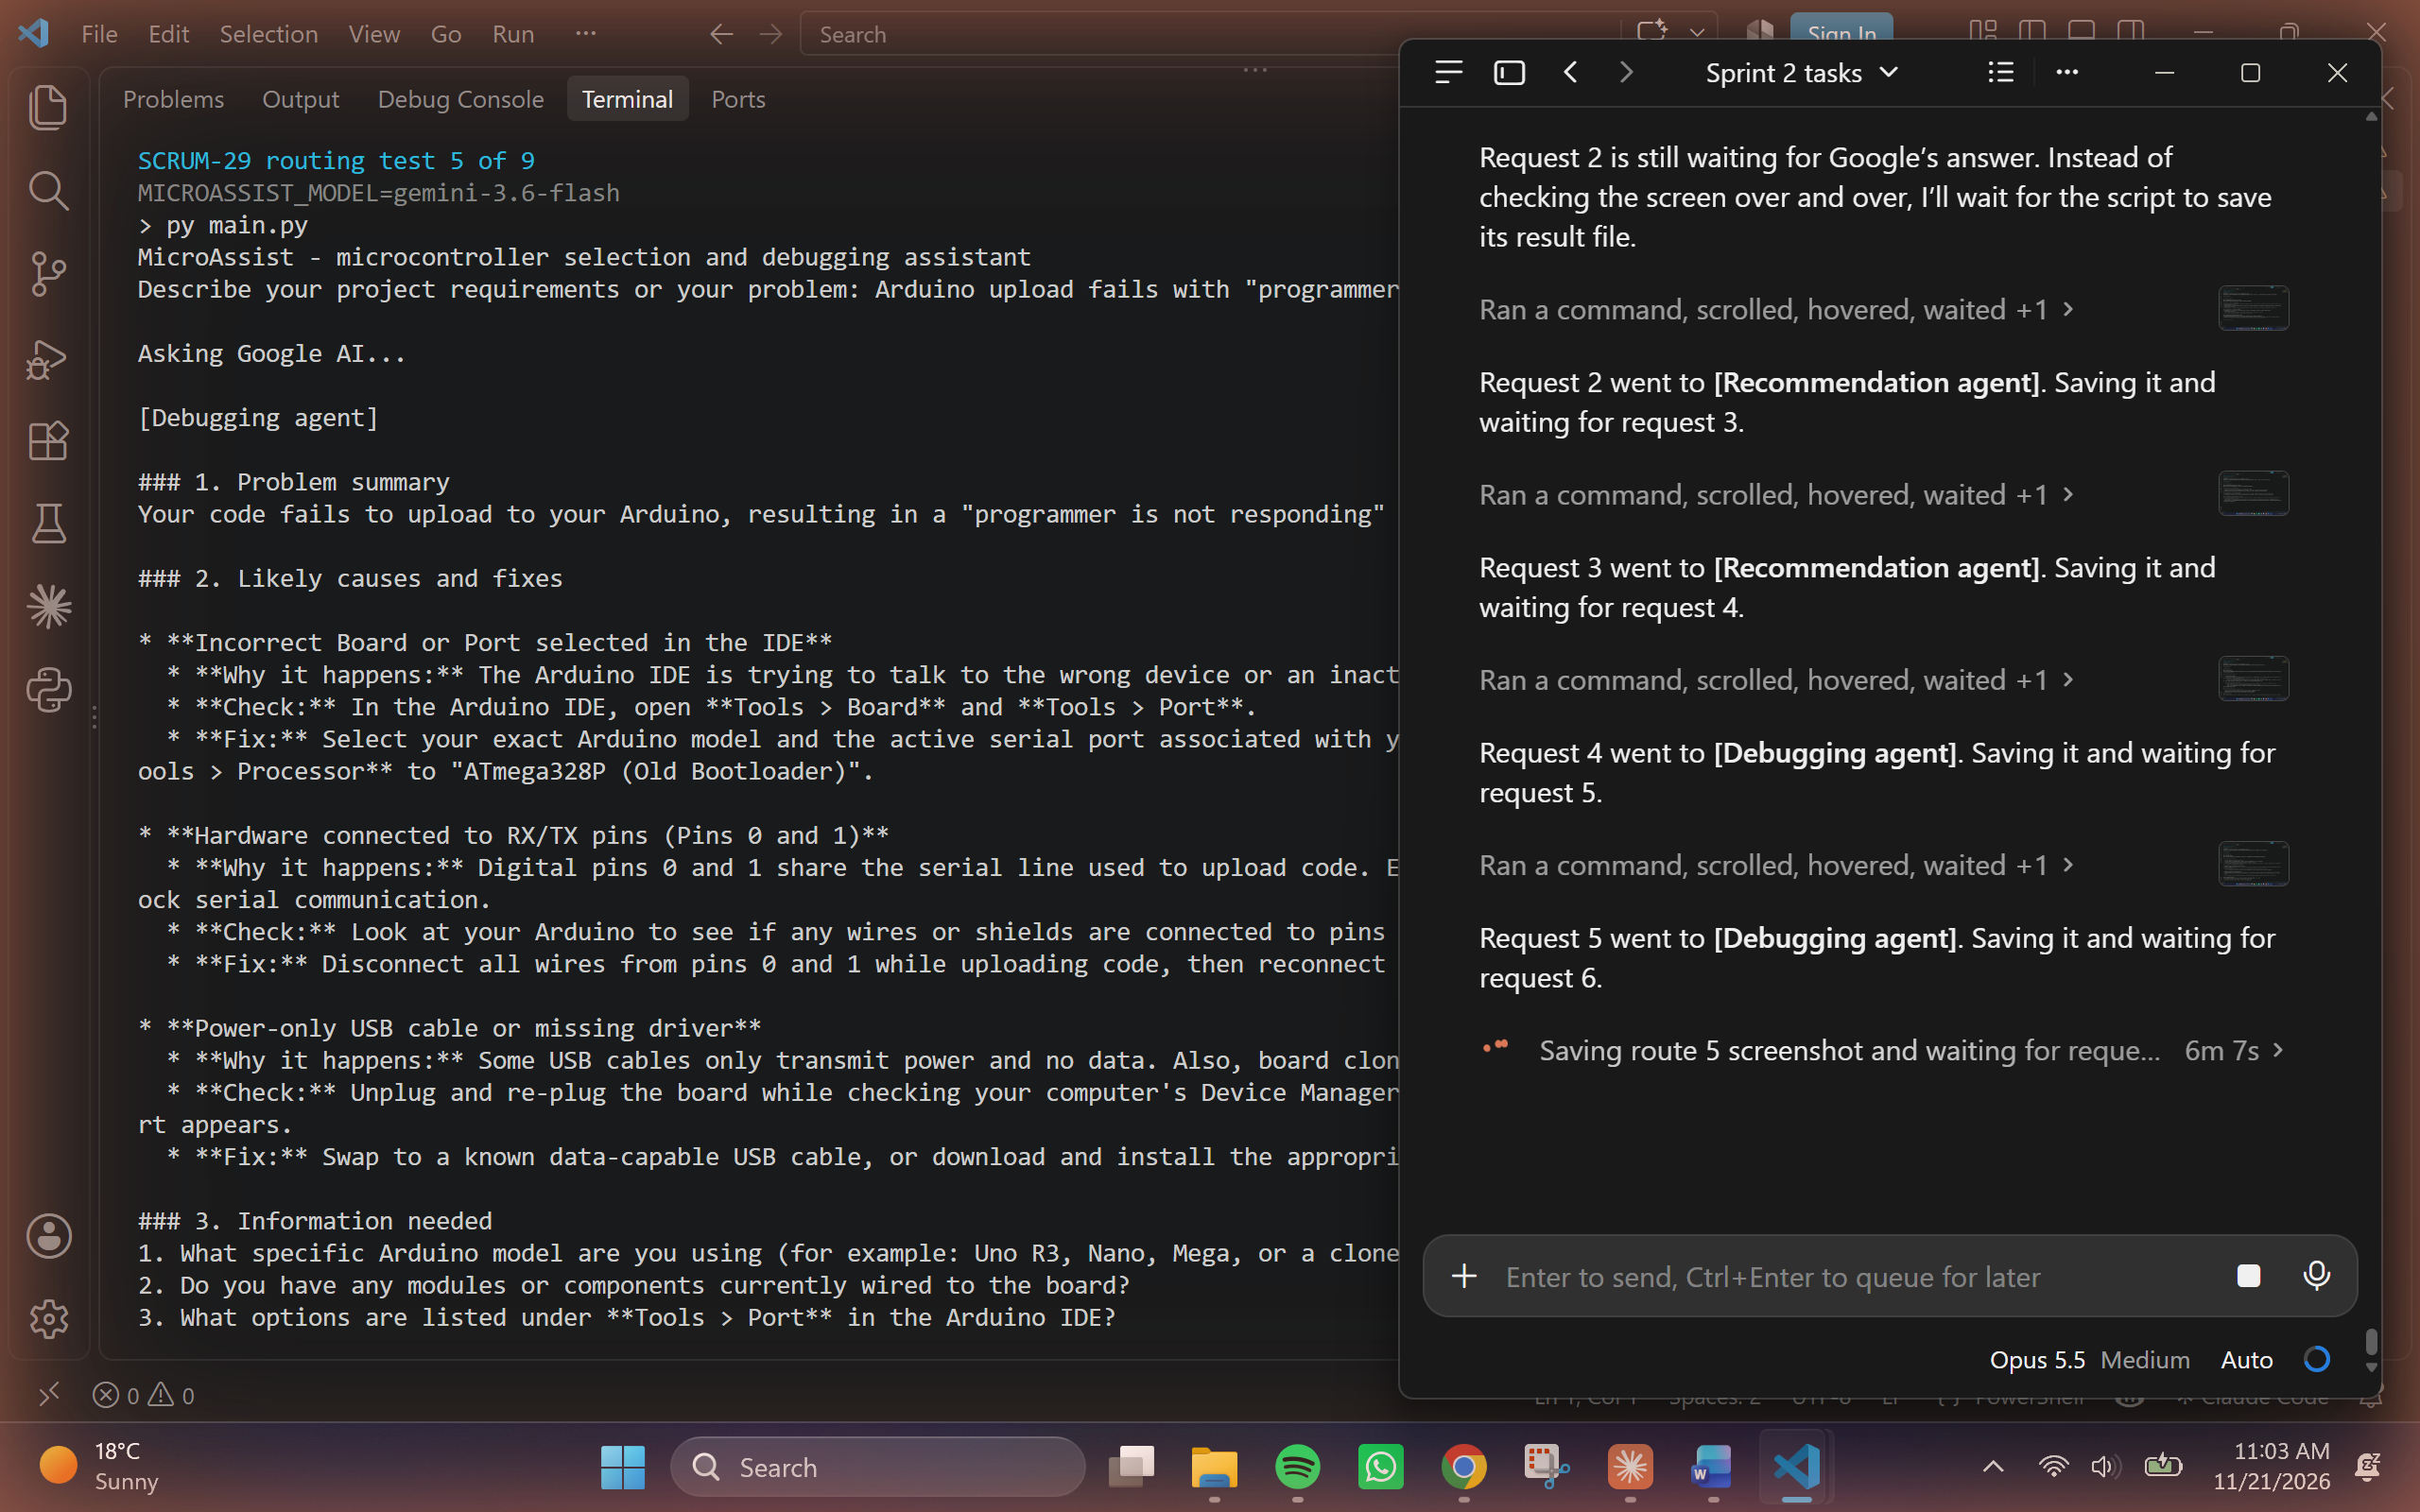 File Edit Selection View Go Run ···
Search
Sign In
Problems Output Debug Console Terminal Ports
SCRUM-29 routing test 5 of 9
MICROASSIST_MODEL=gemini-3.6-flash
> py main.py
MicroAssist - microcontroller selection and debugging assistant
Describe your project requirements or your problem: Arduino upload fails with "programmer
Asking Google AI...
[Debugging agent]
### 1. Problem summary
Your code fails to upload to your Arduino, resulting in a "programmer is not responding"
### 2. Likely causes and fixes
* **Incorrect Board or Port selected in the IDE**
* **Why it happens:** The Arduino IDE is trying to talk to the wrong device or an inact
* **Check:** In the Arduino IDE, open **Tools > Board** and **Tools > Port**.
* **Fix:** Select your exact Arduino model and the active serial port associated with y
ools > Processor** to "ATmega328P (Old Bootloader)".
* **Hardware connected to RX/TX pins (Pins 0 and 1)**
* **Why it happens:** Digital pins 0 and 1 share the serial line used to upload code. E
ock serial communication.
* **Check:** Look at your Arduino to see if any wires or shields are connected to pins
* **Fix:** Disconnect all wires from pins 0 and 1 while uploading code, then reconnect
* **Power-only USB cable or missing driver**
* **Why it happens:** Some USB cables only transmit power and no data. Also, board clon
* **Check:** Unplug and re-plug the board while checking your computer's Device Manager
rt appears.
* **Fix:** Swap to a known data-capable USB cable, or download and install the appropri
### 3. Information needed
1. What specific Arduino model are you using (for example: Uno R3, Nano, Mega, or a clone
2. Do you have any modules or components currently wired to the board?
3. What options are listed under **Tools > Port** in the Arduino IDE?
0 0
Sprint 2 tasks
Request 2 is still waiting for Google’s answer. Instead of
checking the screen over and over, I’ll wait for the script to save
its result file.
Ran a command, scrolled, hovered, waited +1 >
Request 2 went to [Recommendation agent]. Saving it and
waiting for request 3.
Ran a command, scrolled, hovered, waited +1 >
Request 3 went to [Recommendation agent]. Saving it and
waiting for request 4.
Ran a command, scrolled, hovered, waited +1 >
Request 4 went to [Debugging agent]. Saving it and waiting for
request 5.
Ran a command, scrolled, hovered, waited +1 >
Request 5 went to [Debugging agent]. Saving it and waiting for
request 6.
Saving route 5 screenshot and waiting for reque... 6m 7s >
Enter to send, Ctrl+Enter to queue for later
Opus 5.5 Medium Auto
PowerShell Claude Code
18°C
Sunny
Search
11:03 AM
11/21/2026